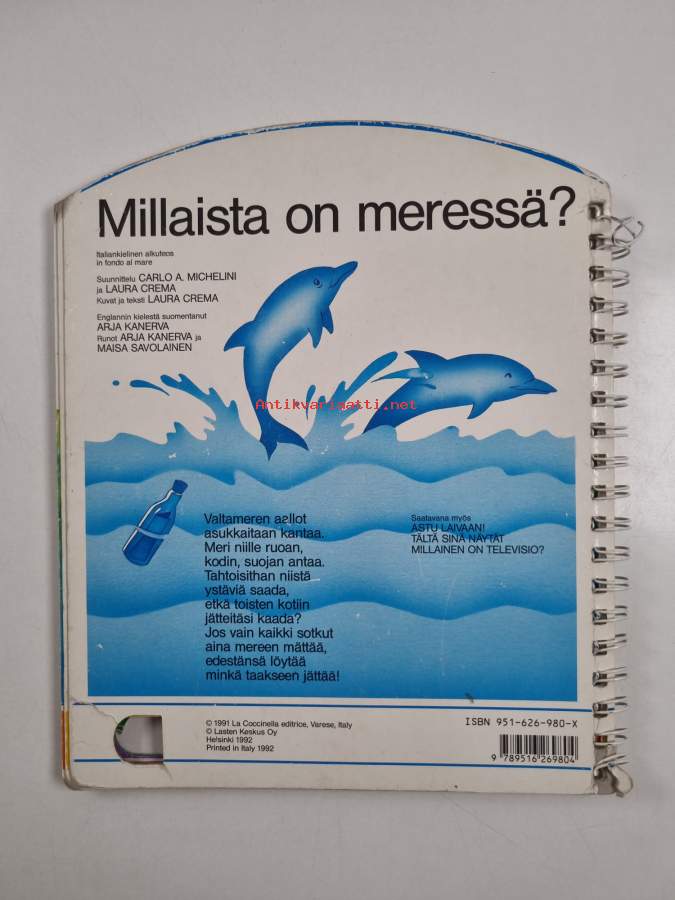 Millaista on meressä?
Italiankielinen alkuteos
in fondo al mare
Suunnittelu CARLO A. MICHELINI
ja LAURA CREMA
Kuvat ja teksti LAURA CREMA
Englannin kielestä suomentanut
ARJA KANERVA
Runot ARJA KANERVA ja
MAISA SAVOLAINEN
Antikvariaatti.net
Valtameren aallot
asukkaitaan kantaa.
Meri niille ruoan,
kodin, suojan antaa.
Tahtoisithan niistä
ystäviä saada,
etkä toisten kotiin
jätteitäsi kaada?
Jos vain kaikki sotkut
aina mereen mättää,
edestänsä löytää
minkä taakseen jättää!
Saatavana myös
ASTU LAIVAAN!
TÄLTÄ SINÄ NÄYTÄT
MILLAINEN ON TELEVISIO?
© 1991 La Coccinella editrice, Varese, Italy
© Lasten Keskus Oy
Helsinki 1992
Printed in Italy 1992
ISBN 951-626-980-X
9 789516 269804